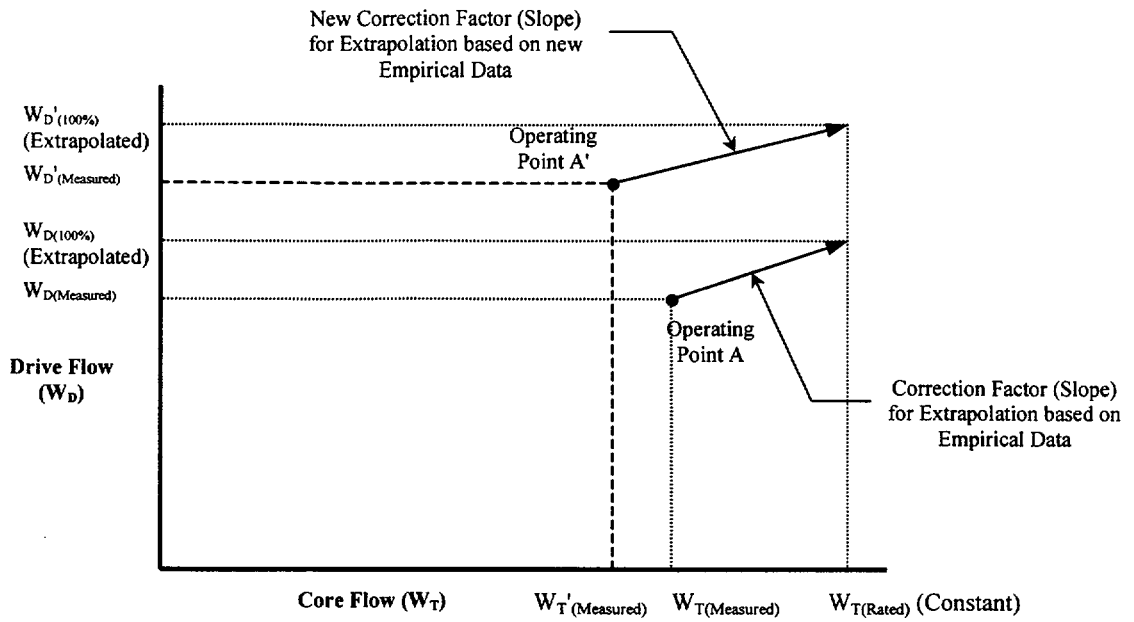 New Correction Factor (Slope)
for Extrapolation based on new
Empirical Data
W_D'(100%)
(Extrapolated)
Operating
Point A'
W_D'(Measured)
W_D(100%)
(Extrapolated)
W_D(Measured)
Operating
Point A
Drive Flow
(W_D)
Correction Factor (Slope)
for Extrapolation based on
Empirical Data
Core Flow (W_T)
W_T'(Measured)
W_T(Measured)
W_T(Rated) (Constant)